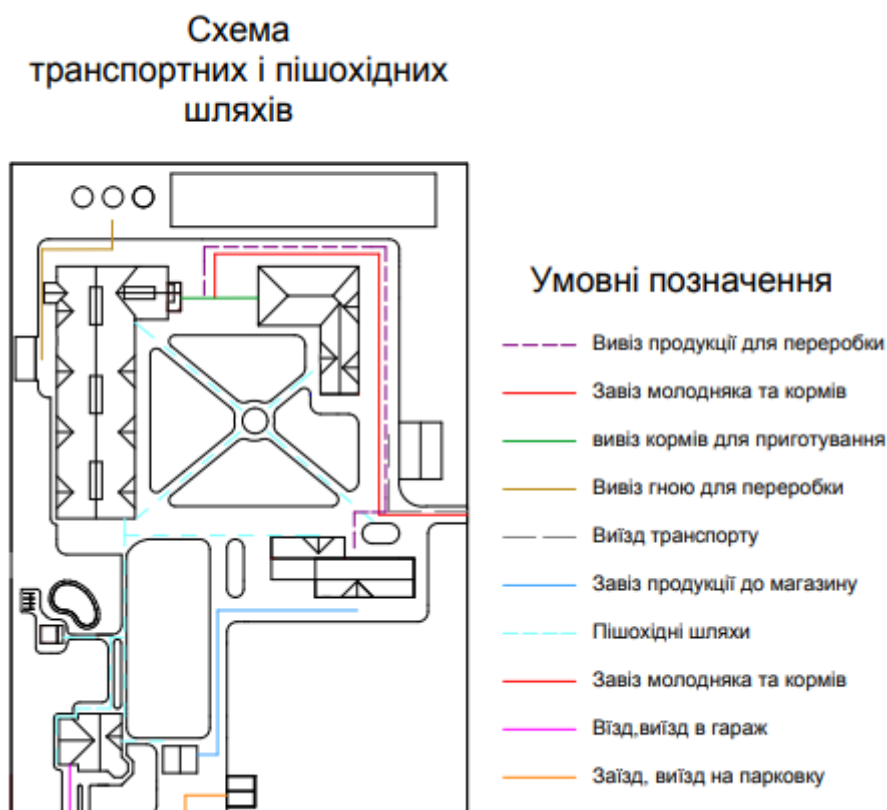 Схема
транспортних і пішохідних
шляхів
Умовні позначення
Вивіз продукції для переробки
Завіз молодняка та кормів
вивіз кормів для приготування
Вивіз гною для переробки
Виїзд транспорту
Завіз продукції до магазину
Пішохідні шляхи
Завіз молодняка та кормів
Вїзд,виїзд в гараж
Заїзд, виїзд на парковку